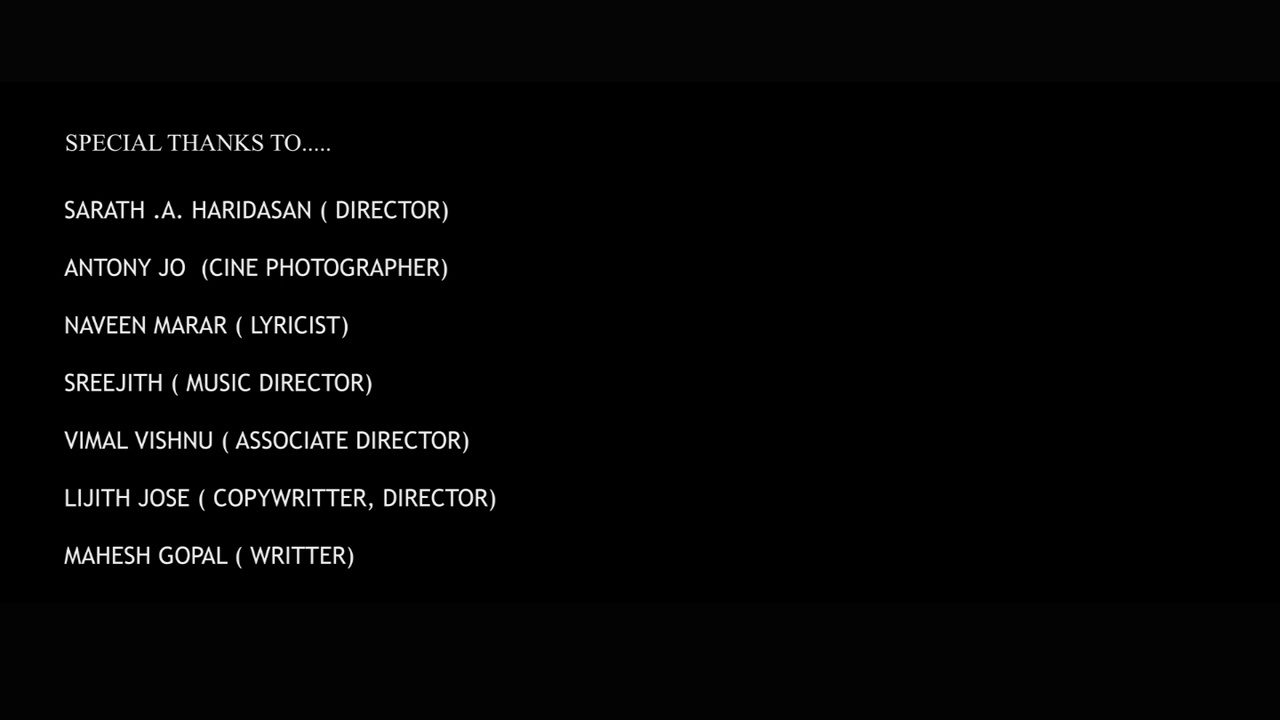 SPECIAL THANKS TO.....
SARATH .A. HARIDASAN ( DIRECTOR)
ANTONY JO  (CINE PHOTOGRAPHER)
NAVEEN MARAR ( LYRICIST)
SREEJITH ( MUSIC DIRECTOR)
VIMAL VISHNU ( ASSOCIATE DIRECTOR)
LIJITH JOSE ( COPYWRITTER, DIRECTOR)
MAHESH GOPAL ( WRITTER)